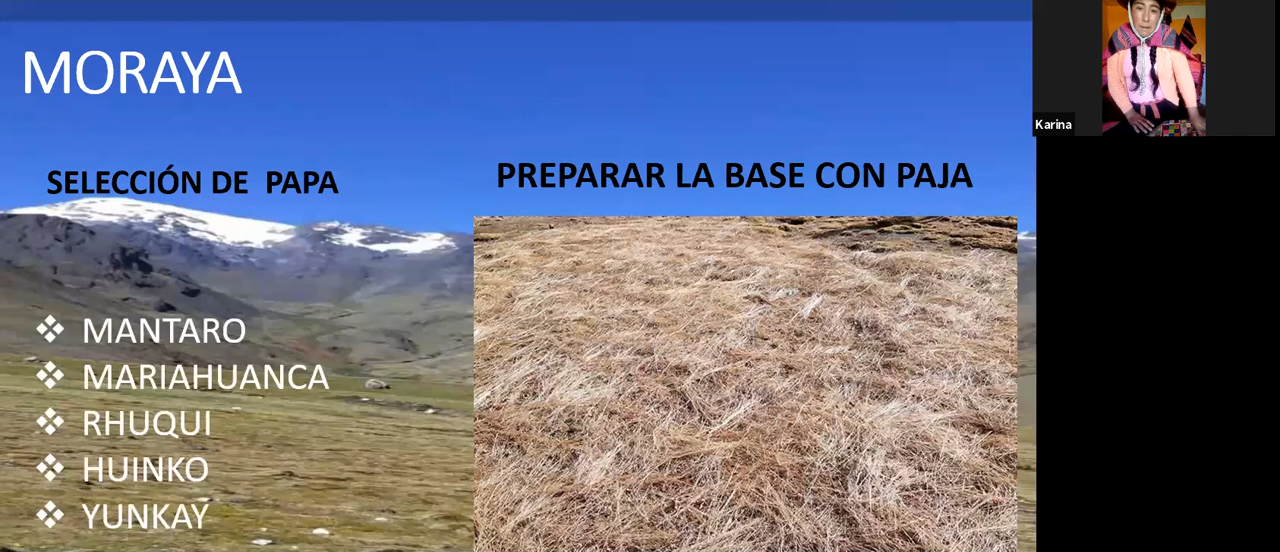 MORAYA
SELECCIÓN DE PAPA
MANTARO
MARIAHUANCA
RHUQUI
HUINKO
YUNKAY
PREPARAR LA BASE CON PAJA
Karina